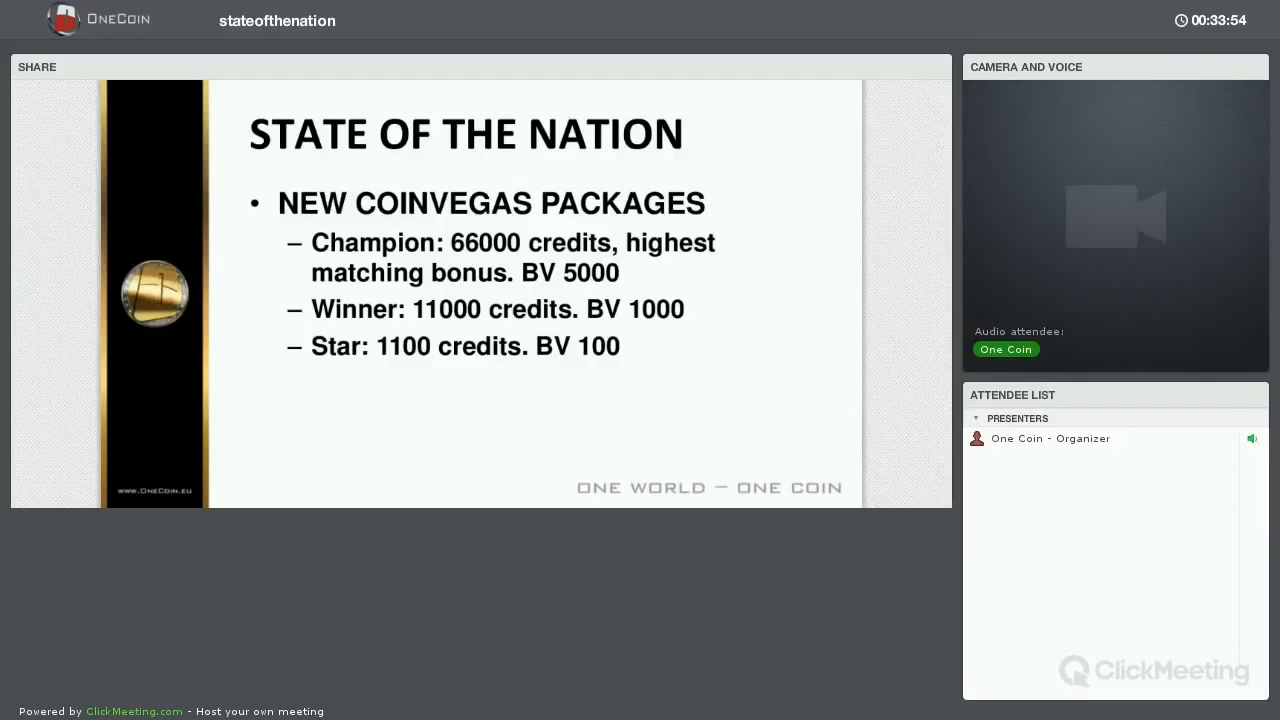 OneCoin
stateofthenation
00:33:54
SHARE
STATE OF THE NATION
• NEW COINVEGAS PACKAGES
– Champion: 66000 credits, highest
matching bonus. BV 5000
– Winner: 11000 credits. BV 1000
– Star: 1100 credits. BV 100
www.OneCoin.eu
ONE WORLD – ONE COIN
CAMERA AND VOICE
Audio attendee:
One Coin
ATTENDEE LIST
PRESENTERS
One Coin - Organizer
ClickMeeting
Powered by ClickMeeting.com - Host your own meeting